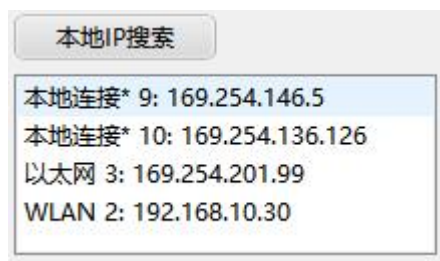 本地IP搜索
本地连接* 9: 169.254.146.5
本地连接* 10: 169.254.136.126
以太网 3: 169.254.201.99
WLAN 2: 192.168.10.30